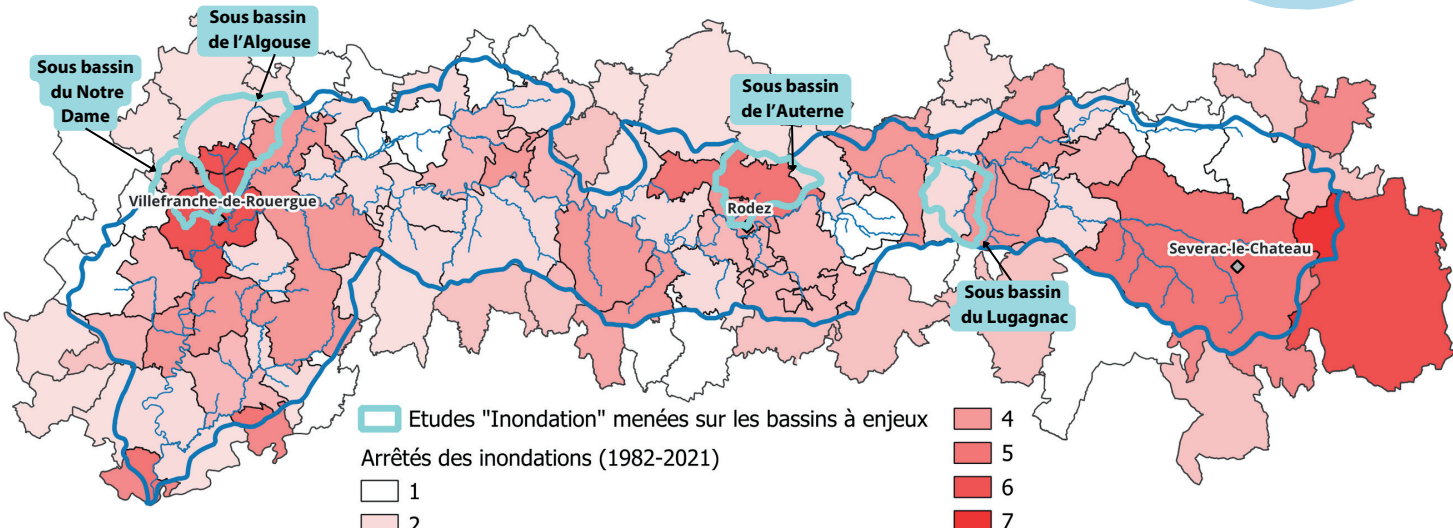 Sous bassin
de l'Algouse
Sous bassin
du Notre
Dame
Sous bassin
de l'Auterne
Villefranche-de-Rouergue
Rodez
Severac-le-Chateau
Sous bassin
du Lugagnac
Etudes "Inondation" menées sur les bassins à enjeux
Arrêtés des inondations (1982-2021)
1
2
4
5
6
7